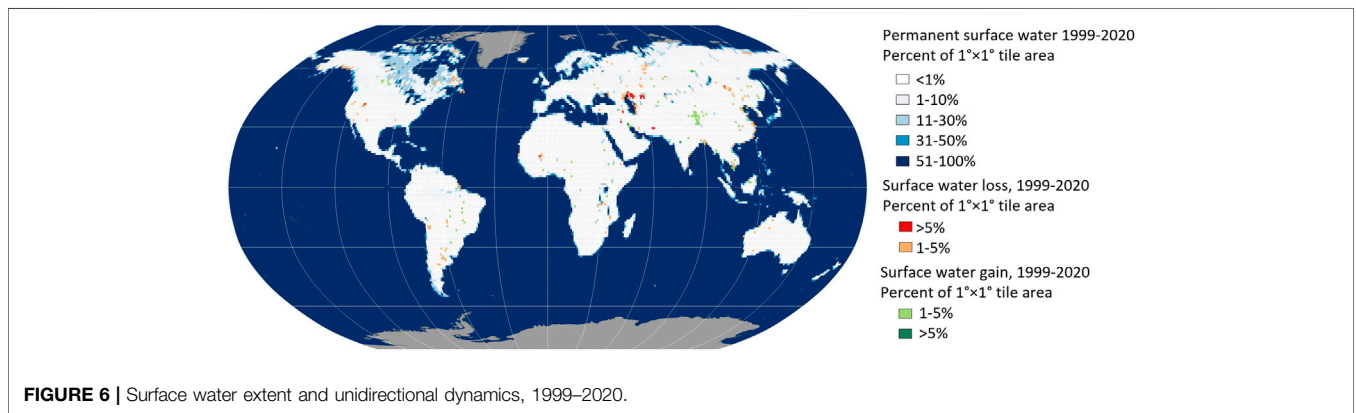 Permanent surface water 1999-2020
Percent of 1°×1° tile area
<1%
1-10%
11-30%
31-50%
51-100%
Surface water loss, 1999-2020
Percent of 1°×1° tile area
>5%
1-5%
Surface water gain, 1999-2020
Percent of 1°×1° tile area
1-5%
>5%
FIGURE 6 | Surface water extent and unidirectional dynamics, 1999–2020.